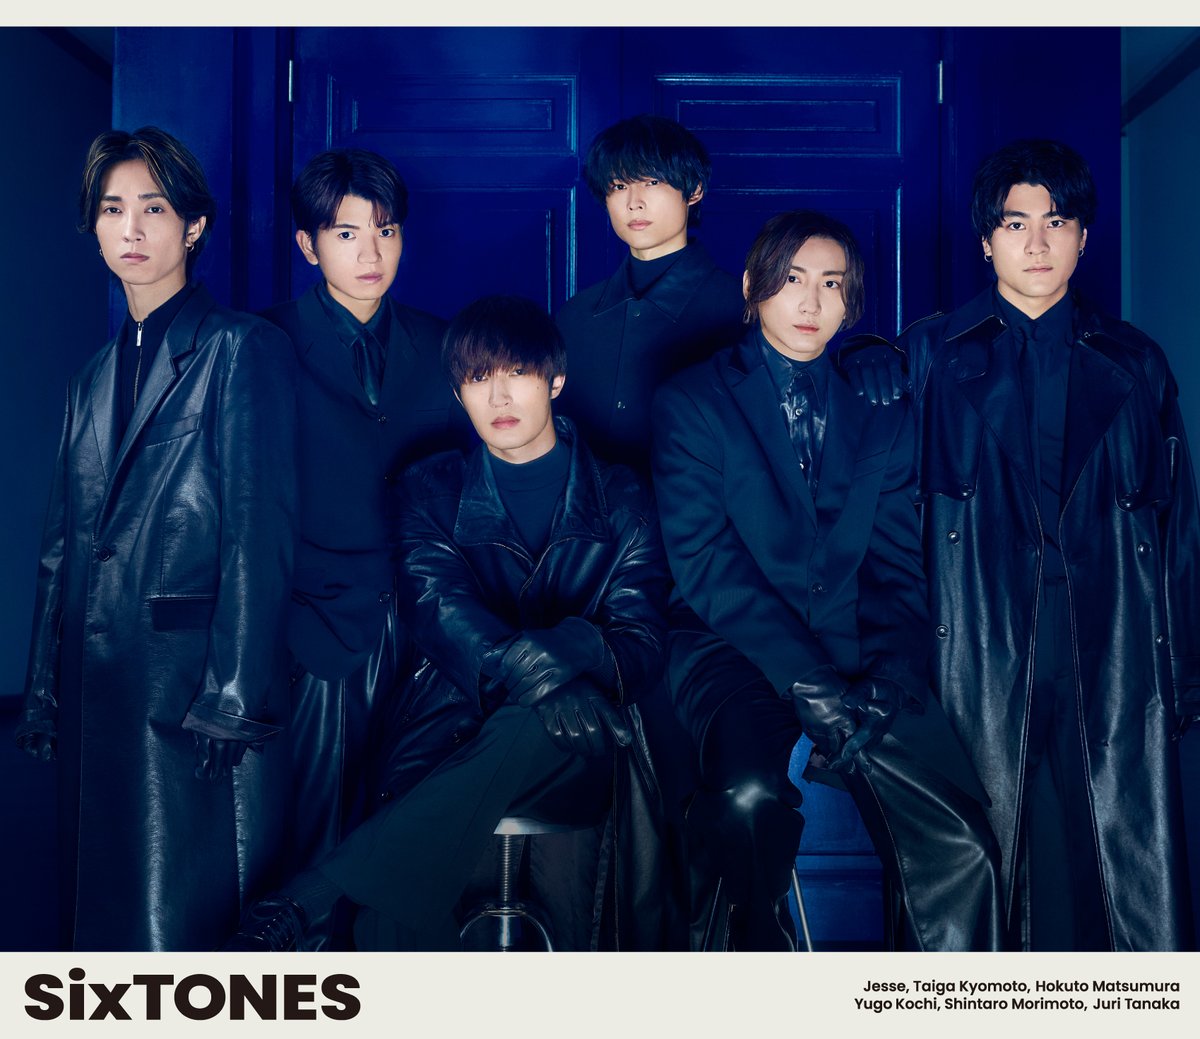 SixTONES
Jesse, Taiga Kyomoto, Hokuto Matsumura
Yugo Kochi, Shintaro Morimoto, Juri Tanaka